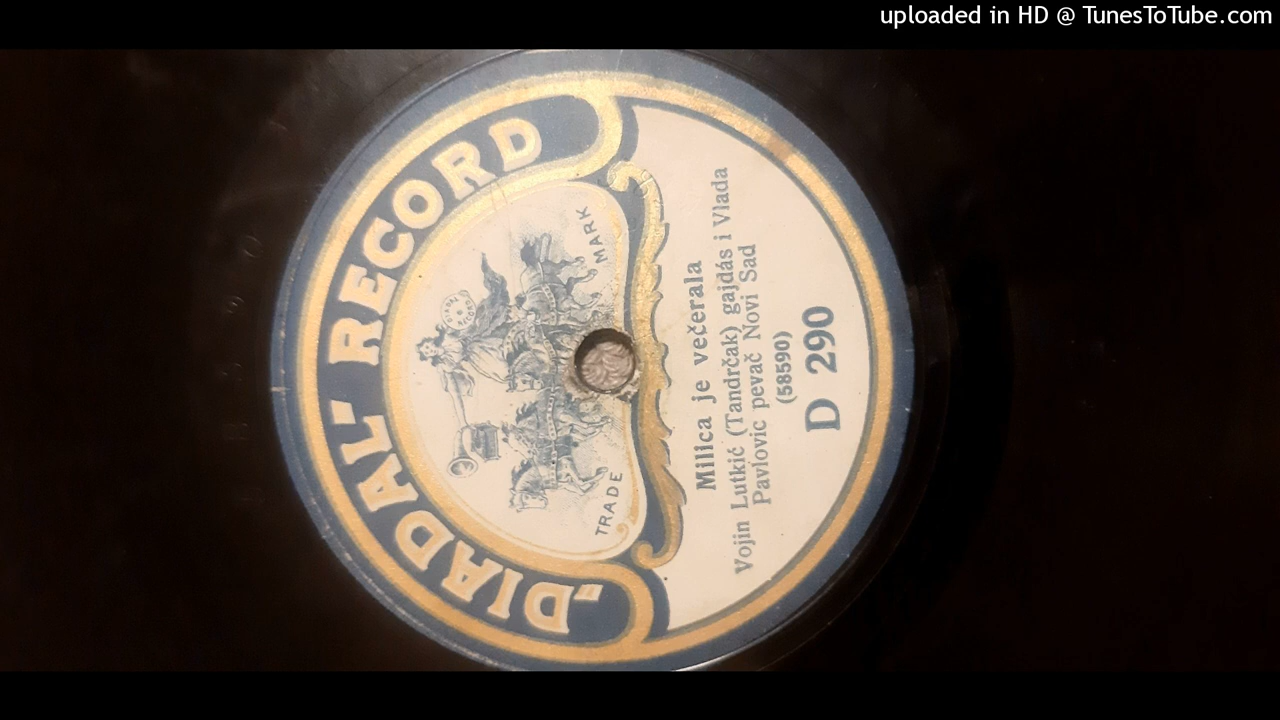 uploaded in HD @ TunesToTube.com
„DIADAL" RECORD
TRADE MARK
Milica je večerala
Vojin Lutkić (Tandrčak) gajdás i Vlada
Pavlovic pevač Novi Sad
(58590)
D 290